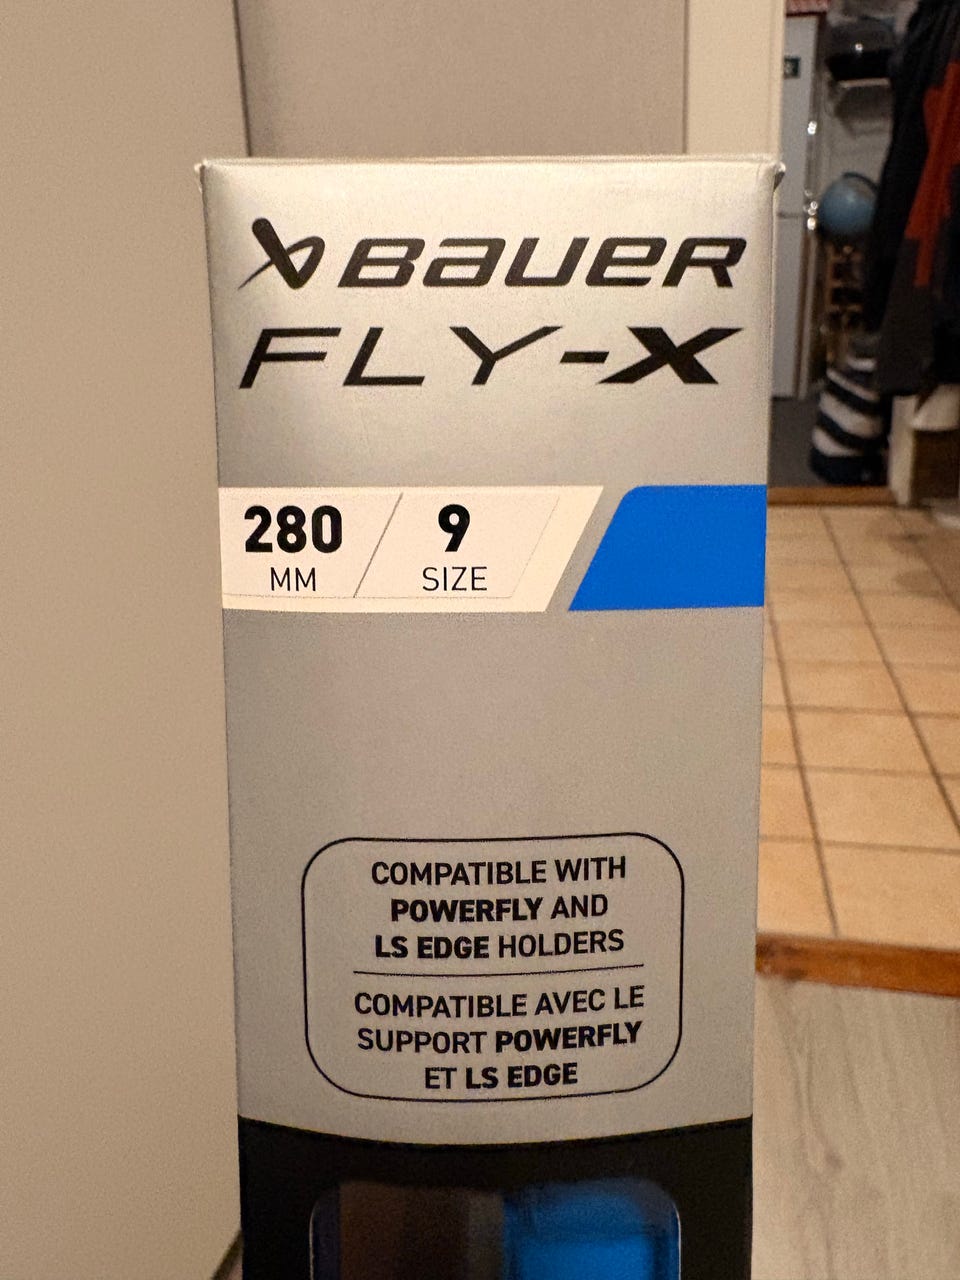 BAUER
FLY-X
280 9
MM SIZE
COMPATIBLE WITH
POWERFLY AND
LS EDGE HOLDERS
COMPATIBLE AVEC LE
SUPPORT POWERFLY
ET LS EDGE